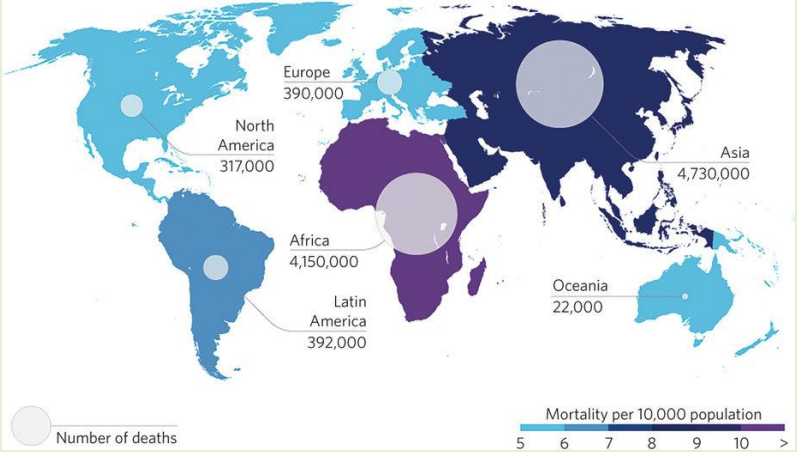 Europe
390,000
North
America
317,000
Asia
4,730,000
Africa
4,150,000
Oceania
22,000
Latin
America
392,000
Number of deaths
Mortality per 10,000 population
5 6 7 8 9 10 >